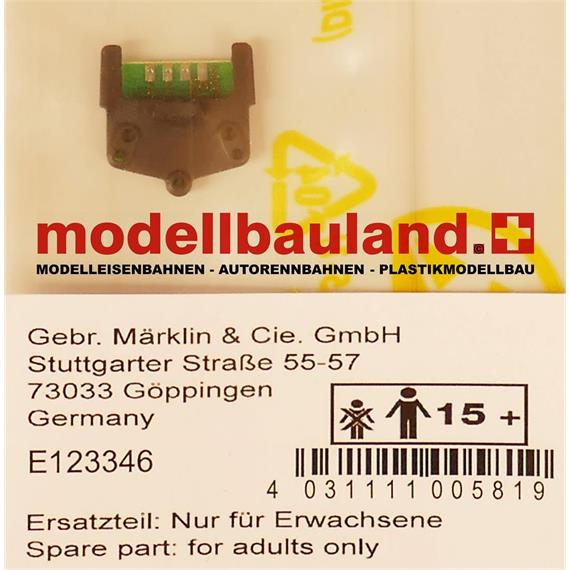 modellbauland.
MODELLEISENBAHNEN - AUTORENNBAHNEN - PLASTIKMODELLBAU
Gebr. Märklin & Cie. GmbH
Stuttgarter Straße 55-57
73033 Göppingen
Germany
15 +
E123346
4 031111 005819
Ersatzteil: Nur für Erwachsene
Spare part: for adults only